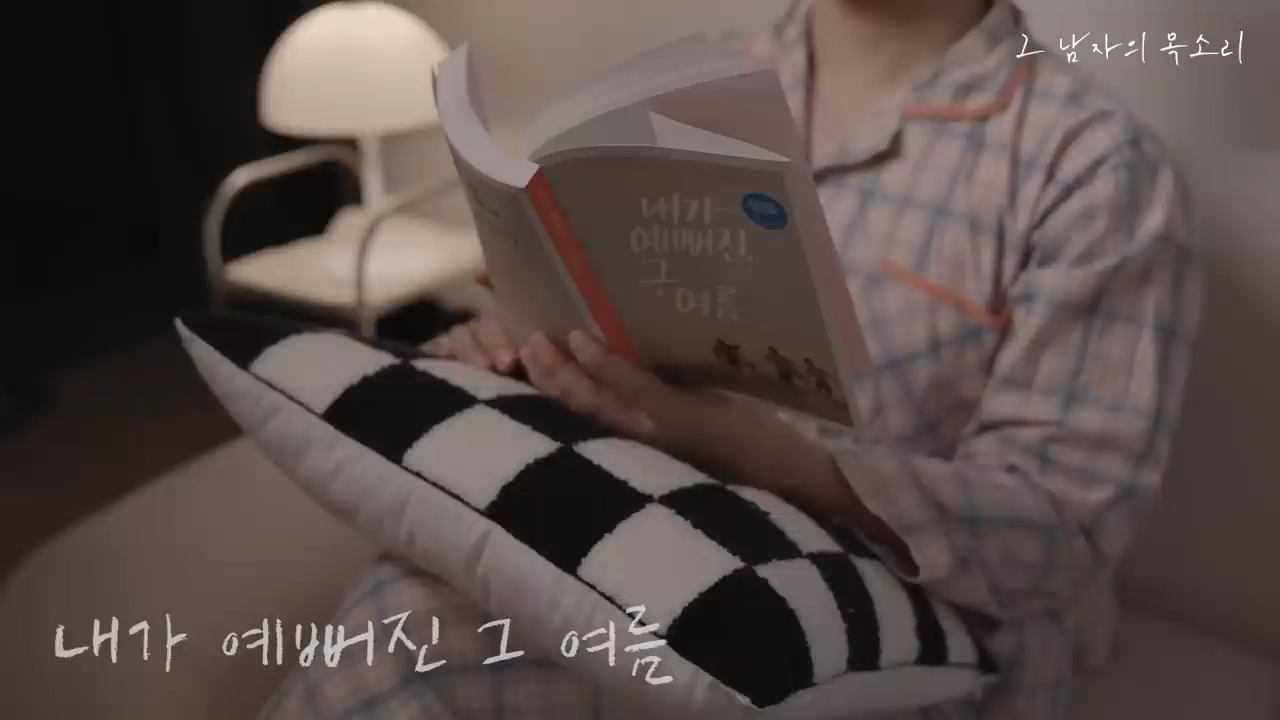 그 남자의 목소리
내가
예뻐진
그
여름
내가 예뻐진 그 여름